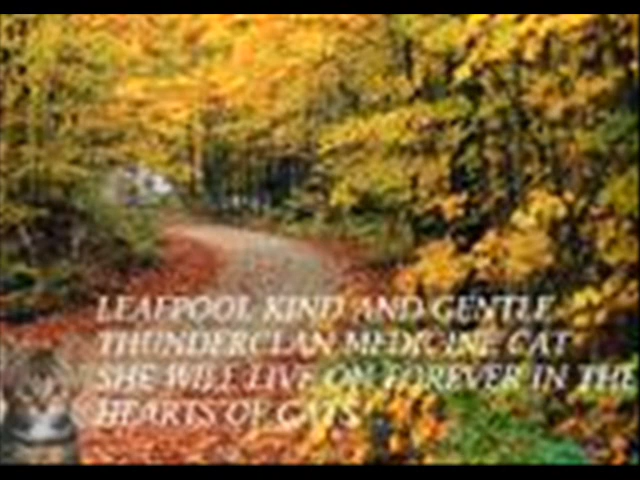 LEAFPOOL KIND AND GENTLE
THUNDERCLAN MEDICINE CAT
SHE WILL LIVE ON FOREVER IN THE
HEARTS OF CATS